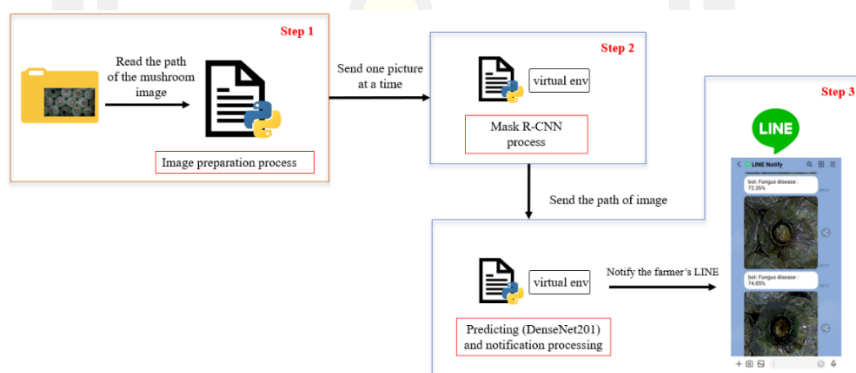 Step 1
Read the path
of the mushroom
image
Image preparation process
Send one picture
at a time
Step 2
virtual env
Mask R-CNN
process
Send the path of image
Step 3
virtual env
Predicting (DenseNet201)
and notification processing
Notify the farmer's LINE
LINE
LINE Notify
bot: Fungus disease :
72.26%
bot: Fungus disease :
74.05%